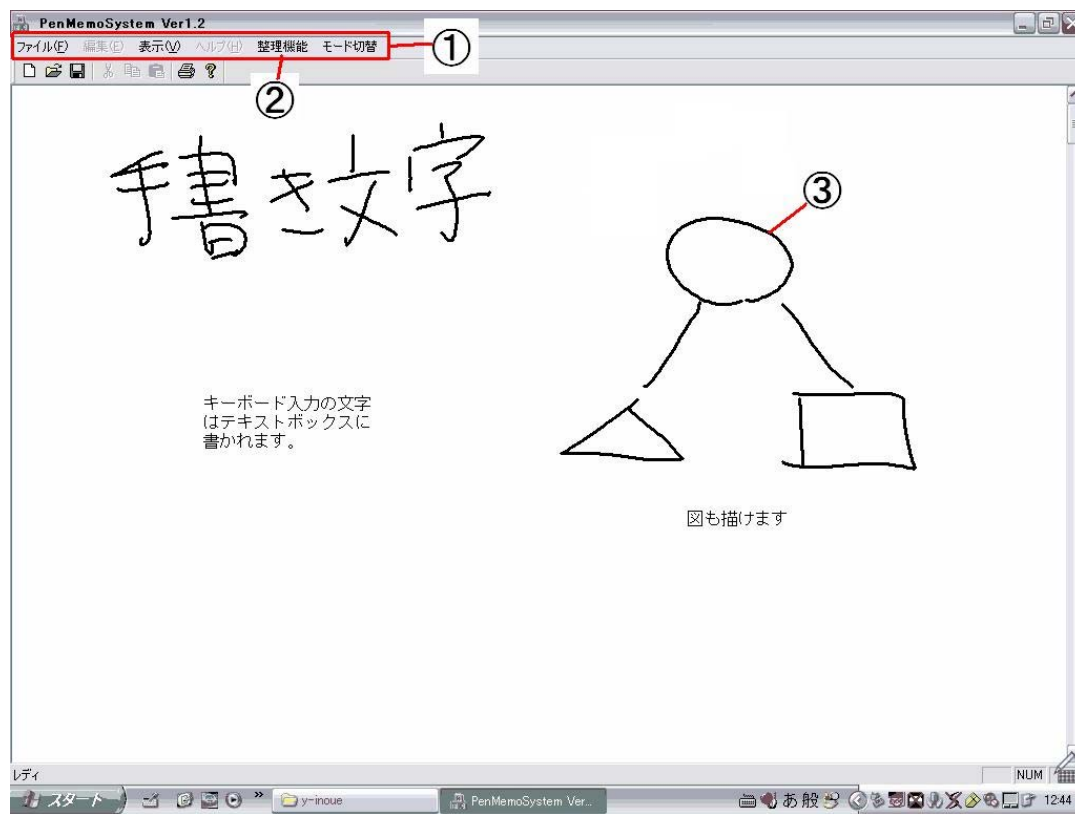 PenMemoSystem Ver1.2
ファイル(F) 編集(E) 表示(V) ヘルプ(H) 整理機能 モード切替
①
②
手書き文字
③
キーボード入力の文字
はテキストボックスに
書かれます。
図も描けます
レディ
NUM
スタート
»
y-inoue
PenMemoSystem Ver...
あ 般
12:44